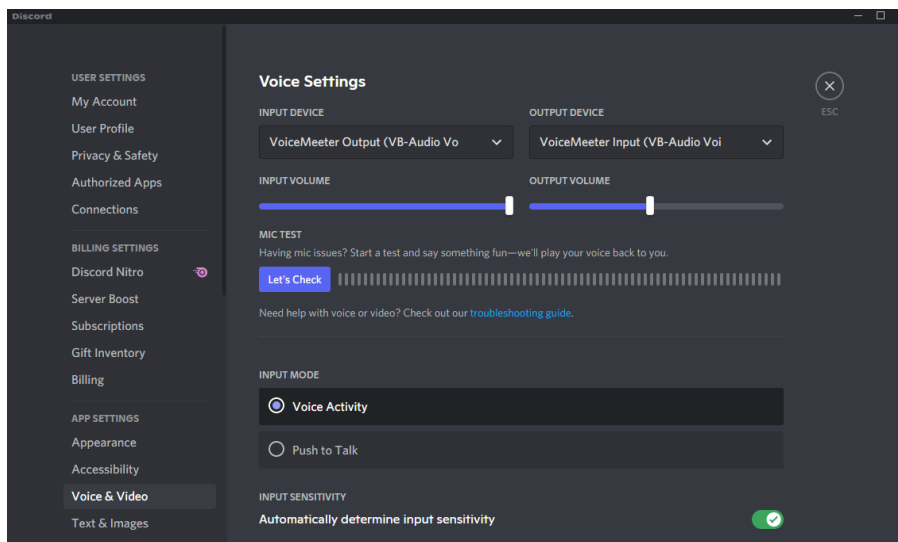 Discord
USER SETTINGS
My Account
User Profile
Privacy & Safety
Authorized Apps
Connections
BILLING SETTINGS
Discord Nitro
Server Boost
Subscriptions
Gift Inventory
Billing
APP SETTINGS
Appearance
Accessibility
Voice & Video
Text & Images
Voice Settings
ESC
INPUT DEVICE
OUTPUT DEVICE
VoiceMeeter Output (VB-Audio Vo
VoiceMeeter Input (VB-Audio Voi
INPUT VOLUME
OUTPUT VOLUME
MIC TEST
Having mic issues? Start a test and say something fun—we'll play your voice back to you.
Let's Check
Need help with voice or video? Check out our troubleshooting guide.
INPUT MODE
Voice Activity
Push to Talk
INPUT SENSITIVITY
Automatically determine input sensitivity